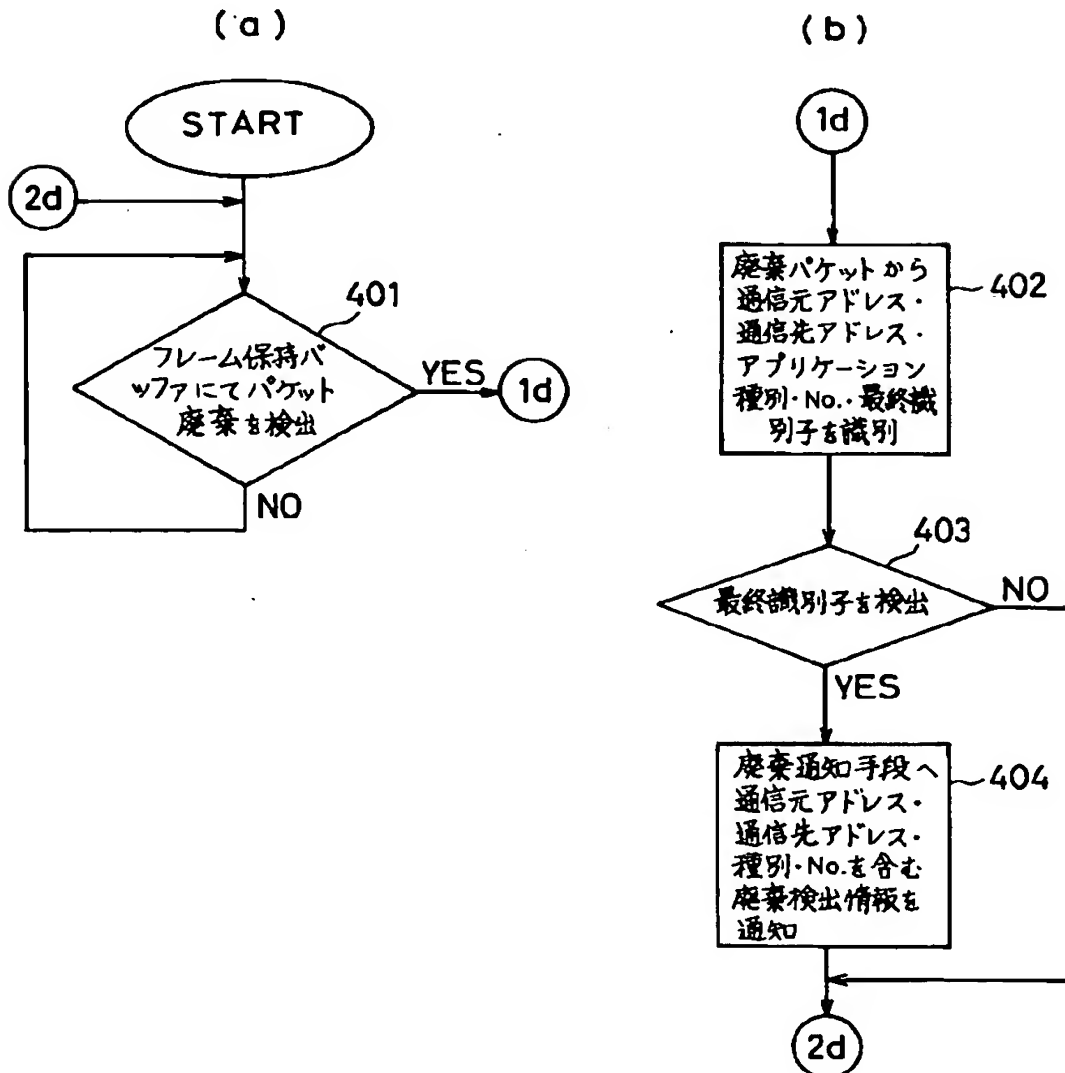 (a)
START
2d
401
フレーム保持バ
ッファにてパケット
廃棄を検出
YES
1d
NO
(b)
1d
廃棄パケットから
通信元アドレス・
通信先アドレス・
アプリケーション
種別・No.・最終識
別子を識別
402
403
最終識別子を検出
NO
YES
廃棄通知手段へ
通信元アドレス・
通信先アドレス・
種別・No.を含む
廃棄検出情報を
通知
404
2d